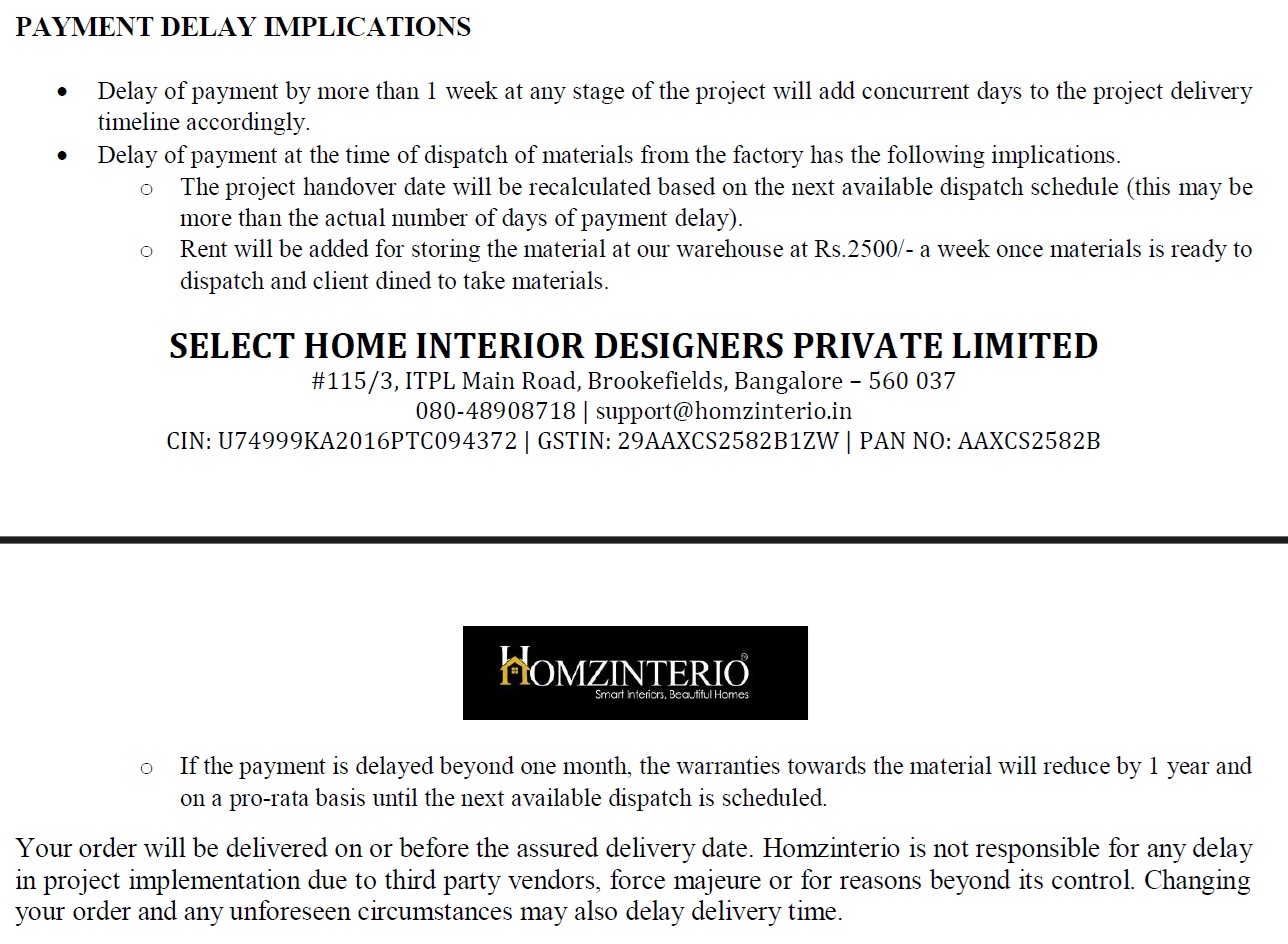 PAYMENT DELAY IMPLICATIONS
• Delay of payment by more than 1 week at any stage of the project will add concurrent days to the project delivery
timeline accordingly.
• Delay of payment at the time of dispatch of materials from the factory has the following implications.
o The project handover date will be recalculated based on the next available dispatch schedule (this may be
more than the actual number of days of payment delay).
o Rent will be added for storing the material at our warehouse at Rs.2500/- a week once materials is ready to
dispatch and client dined to take materials.
SELECT HOME INTERIOR DESIGNERS PRIVATE LIMITED
#115/3, ITPL Main Road, Brookefields, Bangalore – 560 037
080-48908718 | support@homzinterio.in
CIN: U74999KA2016PTC094372 | GSTIN: 29AAXCS2582B1ZW | PAN NO: AAXCS2582B
HOMZINTERIO
Smart Interiors, Beautiful Homes
o If the payment is delayed beyond one month, the warranties towards the material will reduce by 1 year and
on a pro-rata basis until the next available dispatch is scheduled.
Your order will be delivered on or before the assured delivery date. Homzinterio is not responsible for any delay
in project implementation due to third party vendors, force majeure or for reasons beyond its control. Changing
your order and any unforeseen circumstances may also delay delivery time.